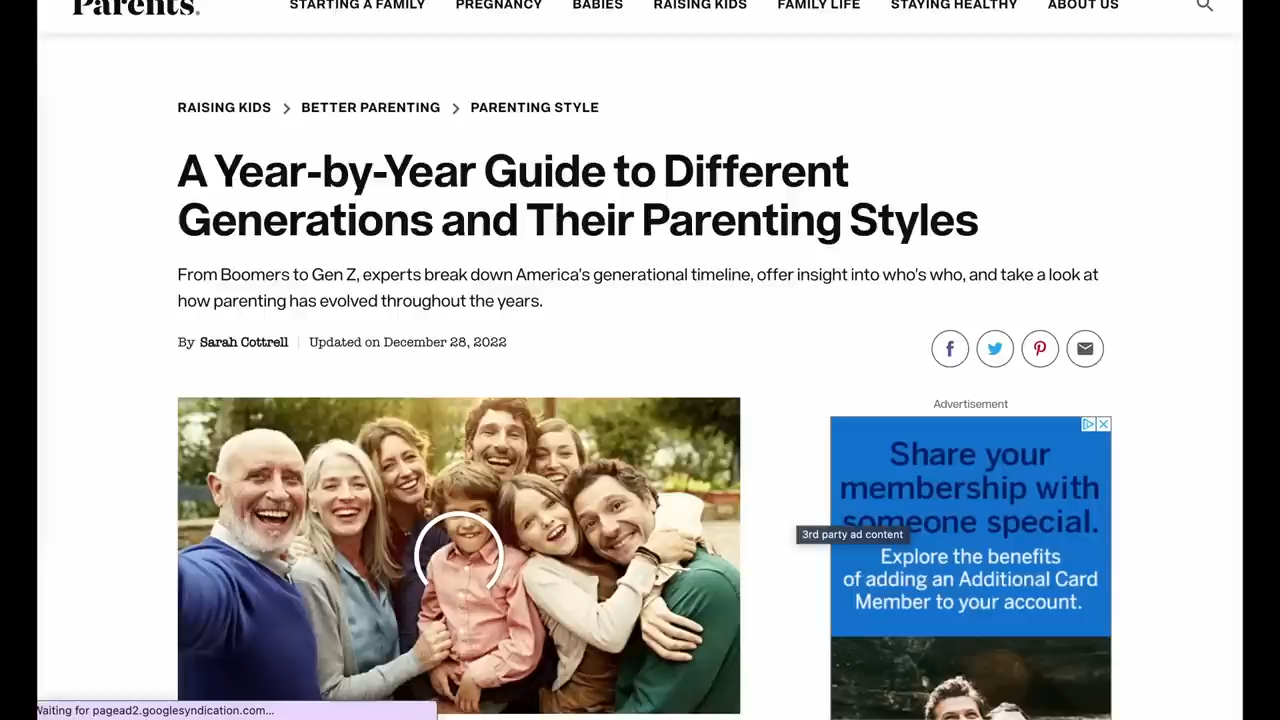 Parents.
STARTING A FAMILY PREGNANCY BABIES RAISING KIDS FAMILY LIFE STAYING HEALTHY ABOUT US
RAISING KIDS > BETTER PARENTING > PARENTING STYLE
A Year-by-Year Guide to Different
Generations and Their Parenting Styles
From Boomers to Gen Z, experts break down America's generational timeline, offer insight into who's who, and take a look at
how parenting has evolved throughout the years.
By Sarah Cottrell | Updated on December 28, 2022
Advertisement
Share your
membership with
someone special.
3rd party ad content
Explore the benefits
of adding an Additional Card
Member to your account.
Waiting for pagead2.googlesyndication.com...